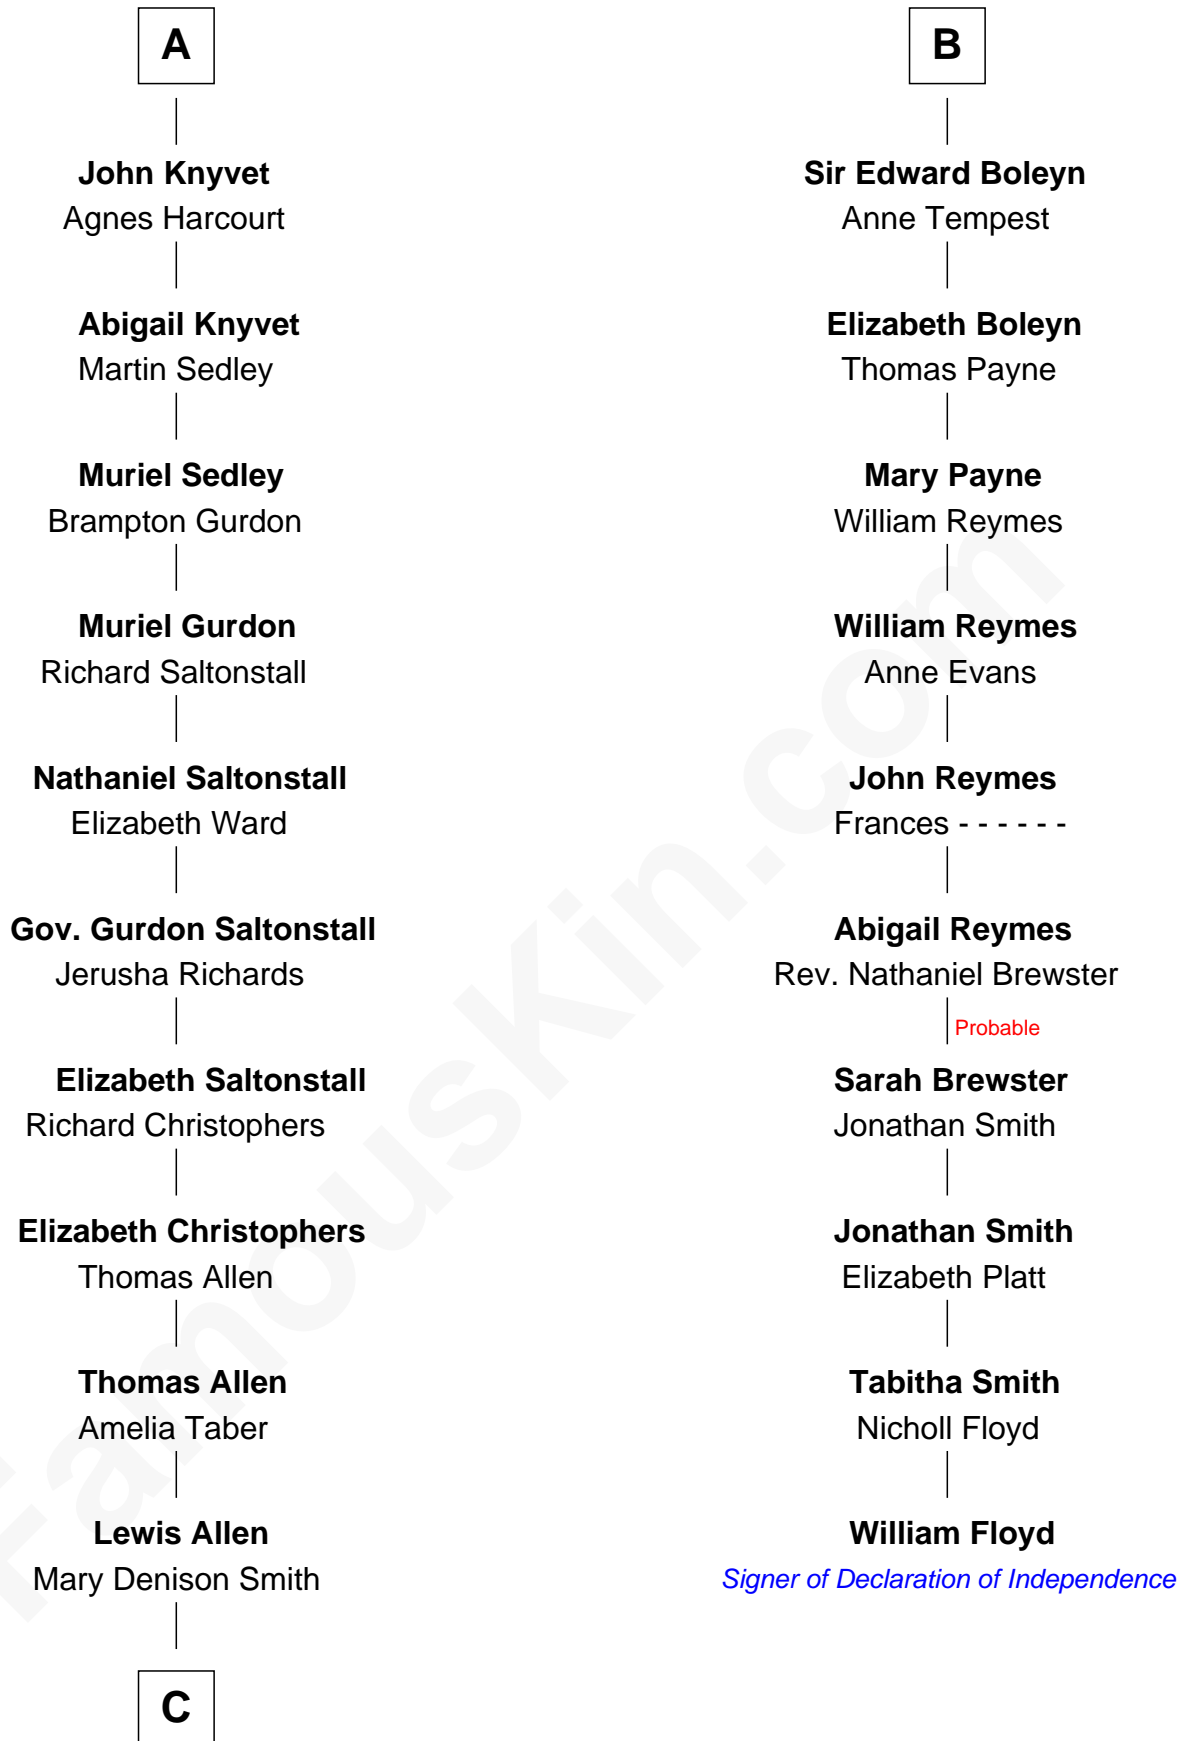 A
John Knyvet
Agnes Harcourt
Abigail Knyvet
Martin Sedley
Muriel Sedley
Brampton Gurdon
Muriel Gurdon
Richard Saltonstall
Nathaniel Saltonstall
Elizabeth Ward
Gov. Gurdon Saltonstall
Jerusha Richards
Elizabeth Saltonstall
Richard Christophers
Elizabeth Christophers
Thomas Allen
Thomas Allen
Amelia Taber
Lewis Allen
Mary Denison Smith
C
B
Sir Edward Boleyn
Anne Tempest
Elizabeth Boleyn
Thomas Payne
Mary Payne
William Reymes
William Reymes
Anne Evans
John Reymes
Frances - - - - - -
Abigail Reymes
Rev. Nathaniel Brewster
Probable
Sarah Brewster
Jonathan Smith
Jonathan Smith
Elizabeth Platt
Tabitha Smith
Nicholl Floyd
William Floyd
Signer of Declaration of Independence
FamousKin.com